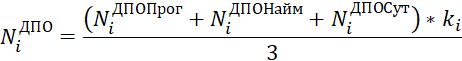 N_i^ДПО = ((N_i^ДПОПрог + N_i^ДПОНайм + N_i^ДПОСут) * k_i) / 3